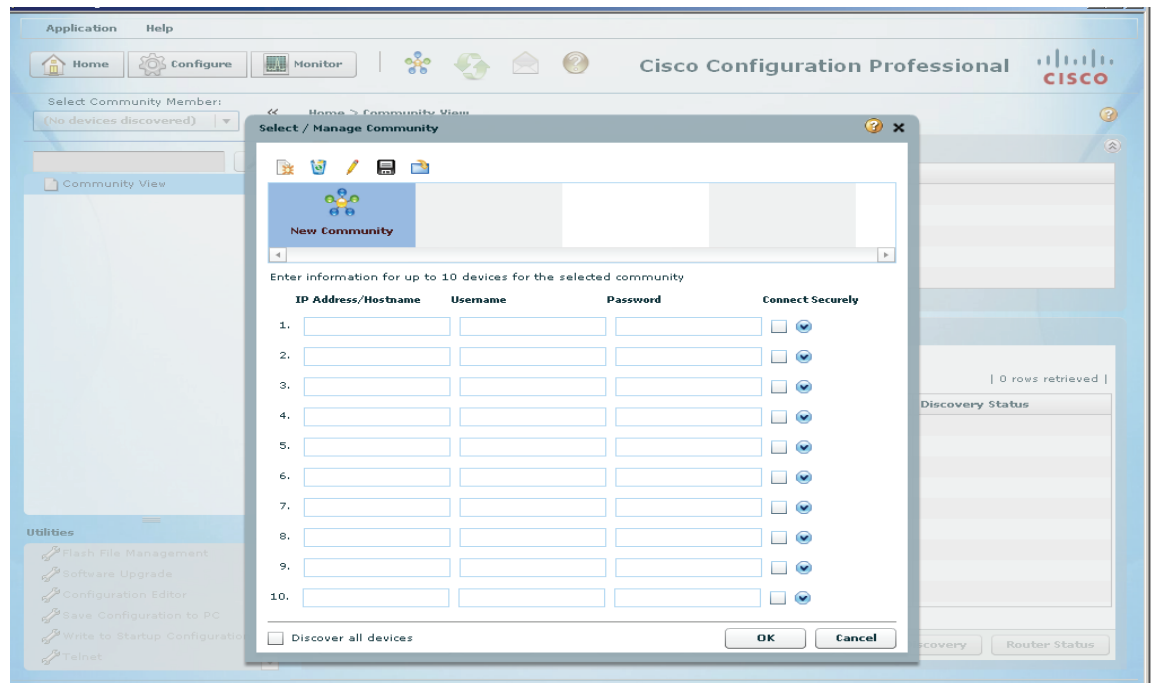 Application Help
Home Configure Monitor Cisco Configuration Professional CISCO
Select Community Member:
(No devices discovered)
« Home > Community View
Select / Manage Community
Community View
New Community
Enter information for up to 10 devices for the selected community
IP Address/Hostname Username Password Connect Securely
1.
2.
3.
4.
5.
6.
7.
8.
9.
10.
| 0 rows retrieved |
Discovery Status
Utilities
Flash File Management
Software Upgrade
Configuration Editor
Save Configuration to PC
Write to Startup Configuratio
Telnet
Discover all devices OK Cancel
scovery Router Status